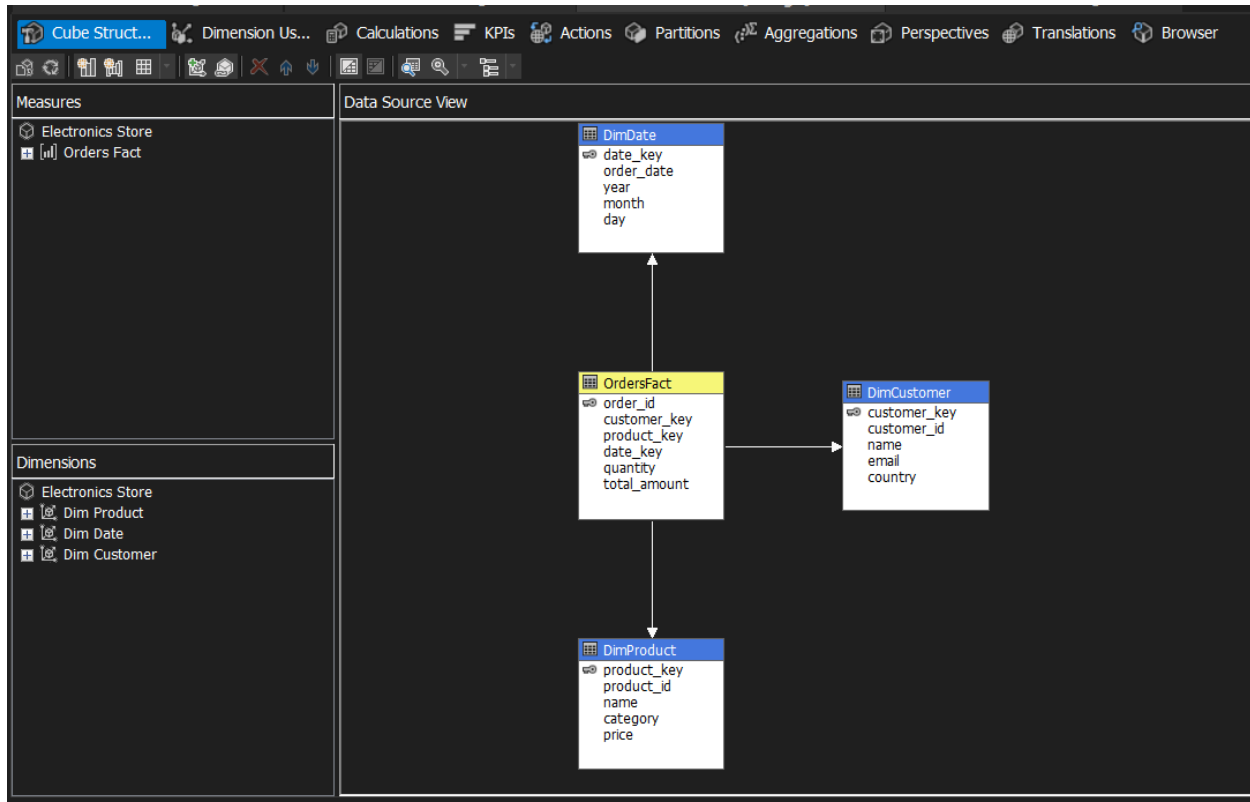 Cube Struct...
Dimension Us...
Calculations
KPIs
Actions
Partitions
Aggregations
Perspectives
Translations
Browser
Measures
Electronics Store
Orders Fact
Dimensions
Electronics Store
Dim Product
Dim Date
Dim Customer
Data Source View
DimDate
date_key
order_date
year
month
day
OrdersFact
order_id
customer_key
product_key
date_key
quantity
total_amount
DimCustomer
customer_key
customer_id
name
email
country
DimProduct
product_key
product_id
name
category
price